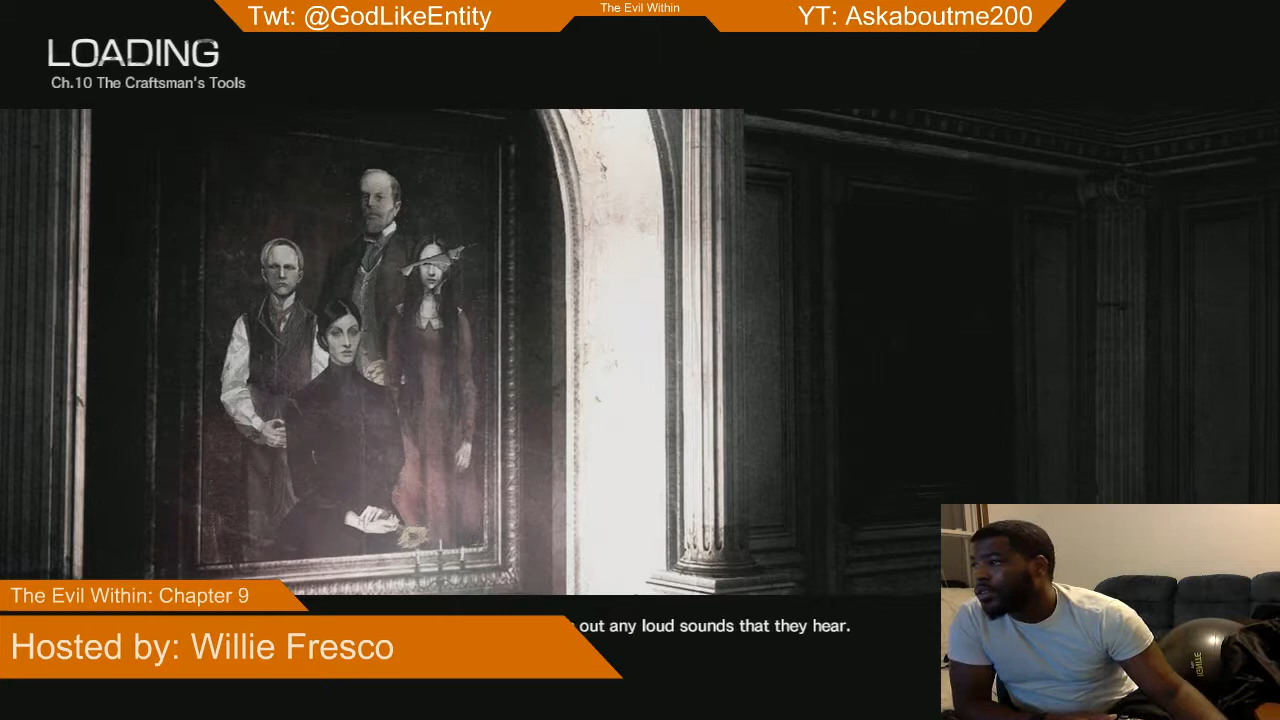 Twt: @GodLikeEntity
The Evil Within
YT: Askaboutme200
LOADING
Ch.10 The Craftsman's Tools
The Evil Within: Chapter 9
out any loud sounds that they hear.
Hosted by: Willie Fresco
IGNITE